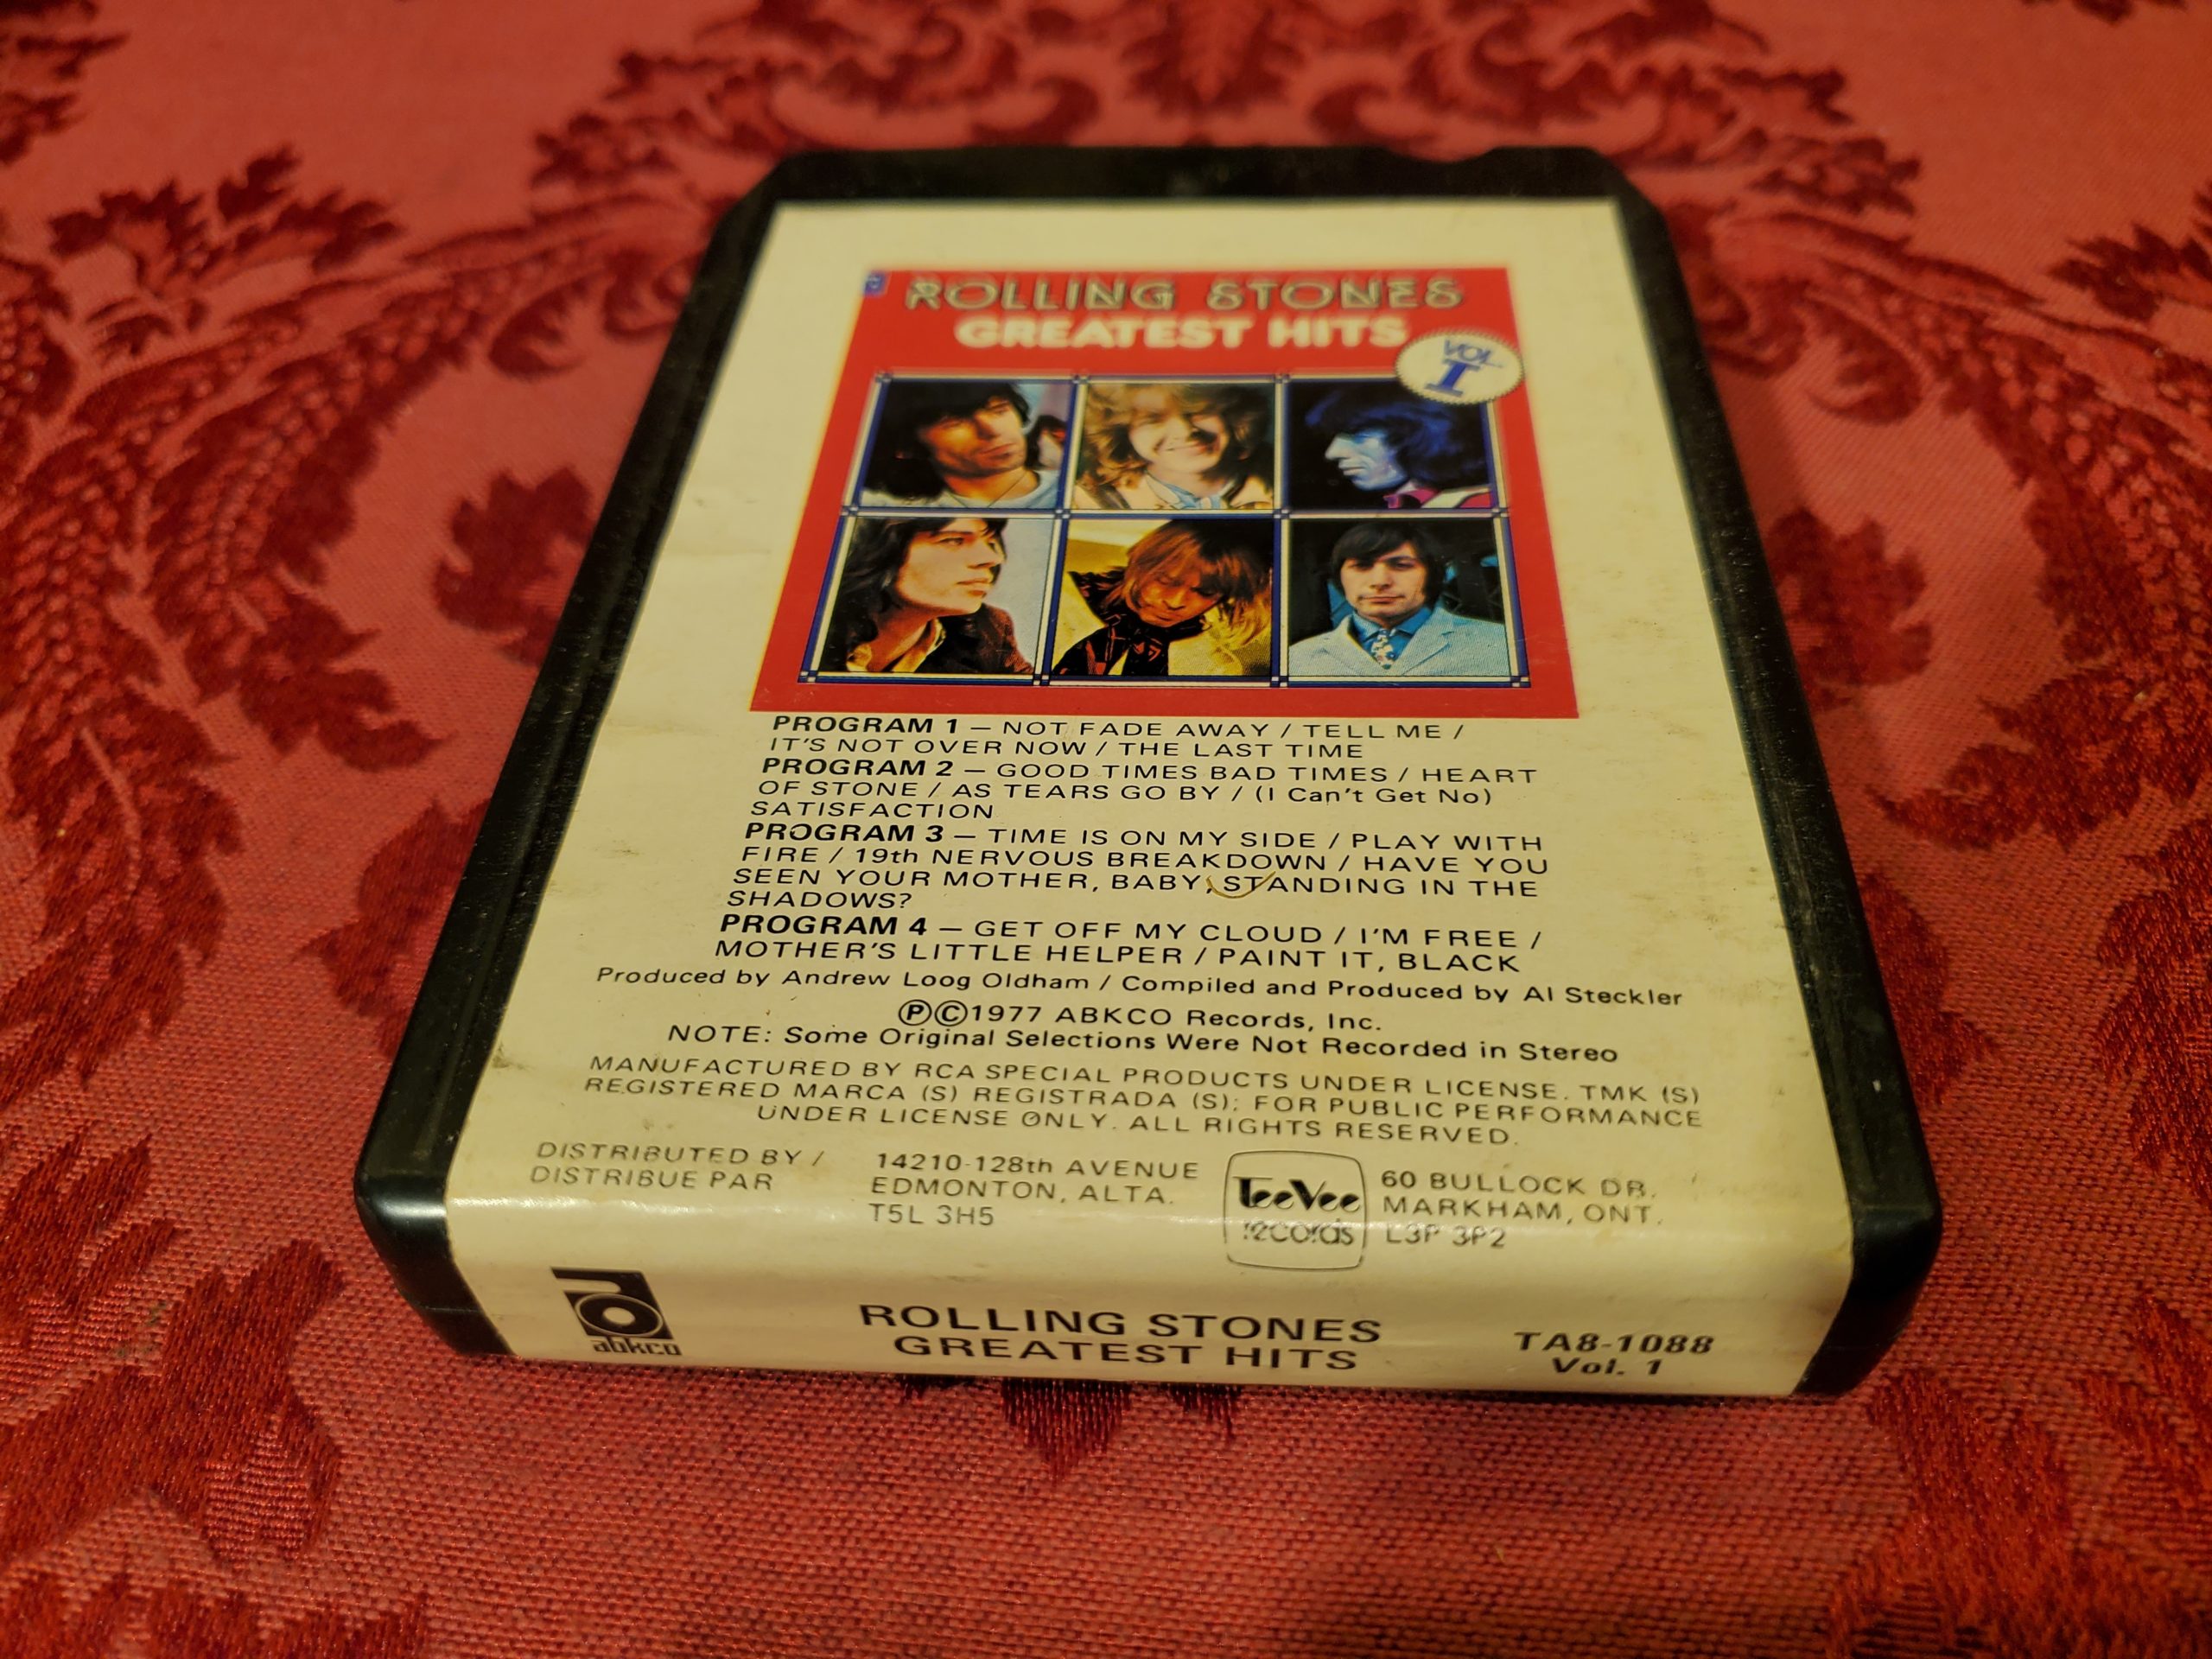 ROLLING STONES
GREATEST HITS
VOL.
I
PROGRAM 1 — NOT FADE AWAY / TELL ME /
IT'S NOT OVER NOW / THE LAST TIME
PROGRAM 2 — GOOD TIMES BAD TIMES / HEART
OF STONE / AS TEARS GO BY / (I Can't Get No)
SATISFACTION
PROGRAM 3 — TIME IS ON MY SIDE / PLAY WITH
FIRE / 19th NERVOUS BREAKDOWN / HAVE YOU
SEEN YOUR MOTHER, BABY, STANDING IN THE
SHADOWS?
PROGRAM 4 — GET OFF MY CLOUD / I'M FREE /
MOTHER'S LITTLE HELPER / PAINT IT, BLACK
Produced by Andrew Loog Oldham / Compiled and Produced by Al Steckler
ⓅⒸ1977 ABKCO Records, Inc.
NOTE: Some Original Selections Were Not Recorded in Stereo
MANUFACTURED BY RCA SPECIAL PRODUCTS UNDER LICENSE. TMK (S)
REGISTERED MARCA (S) REGISTRADA (S); FOR PUBLIC PERFORMANCE
UNDER LICENSE ONLY. ALL RIGHTS RESERVED.
DISTRIBUTED BY /
DISTRIBUE PAR
14210-128th AVENUE
EDMONTON, ALTA.
T5L 3H5
TeeVee
records
60 BULLOCK DR.
MARKHAM, ONT.
L3P 3P2
abkco
ROLLING STONES
GREATEST HITS
TA8-1088
Vol. 1